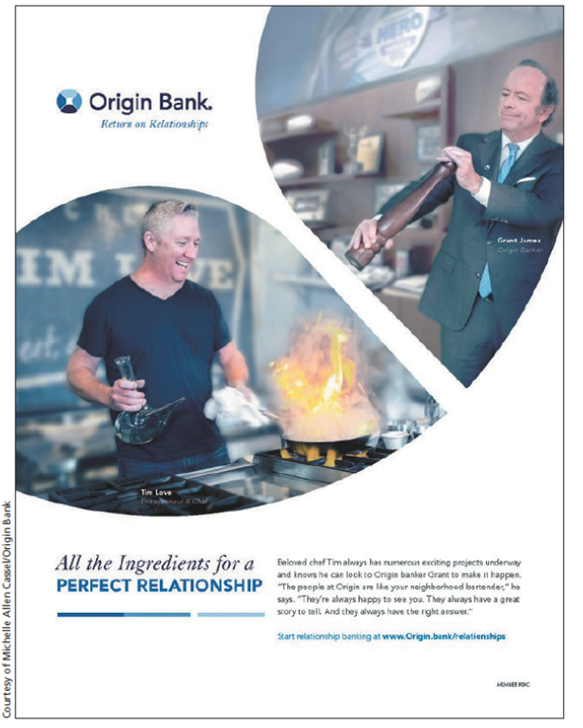 HERO
Origin Bank.
Return on Relationships
Grant James
Origin Banker
IM LOVE
eat,
Tim Love
Entrepreneur & Chef
All the Ingredients for a
PERFECT RELATIONSHIP
Beloved chef Tim always has numerous exciting projects underway
and knows he can look to Origin banker Grant to make it happen.
“The people at Origin are like your neighborhood bartender,” he
says. “They’re always happy to see you. They always have a great
story to tell. And they always have the right answer.”
Start relationship banking at www.Origin.bank/relationships
MEMBER FDIC
Courtesy of Michelle Allen Cassel/Origin Bank